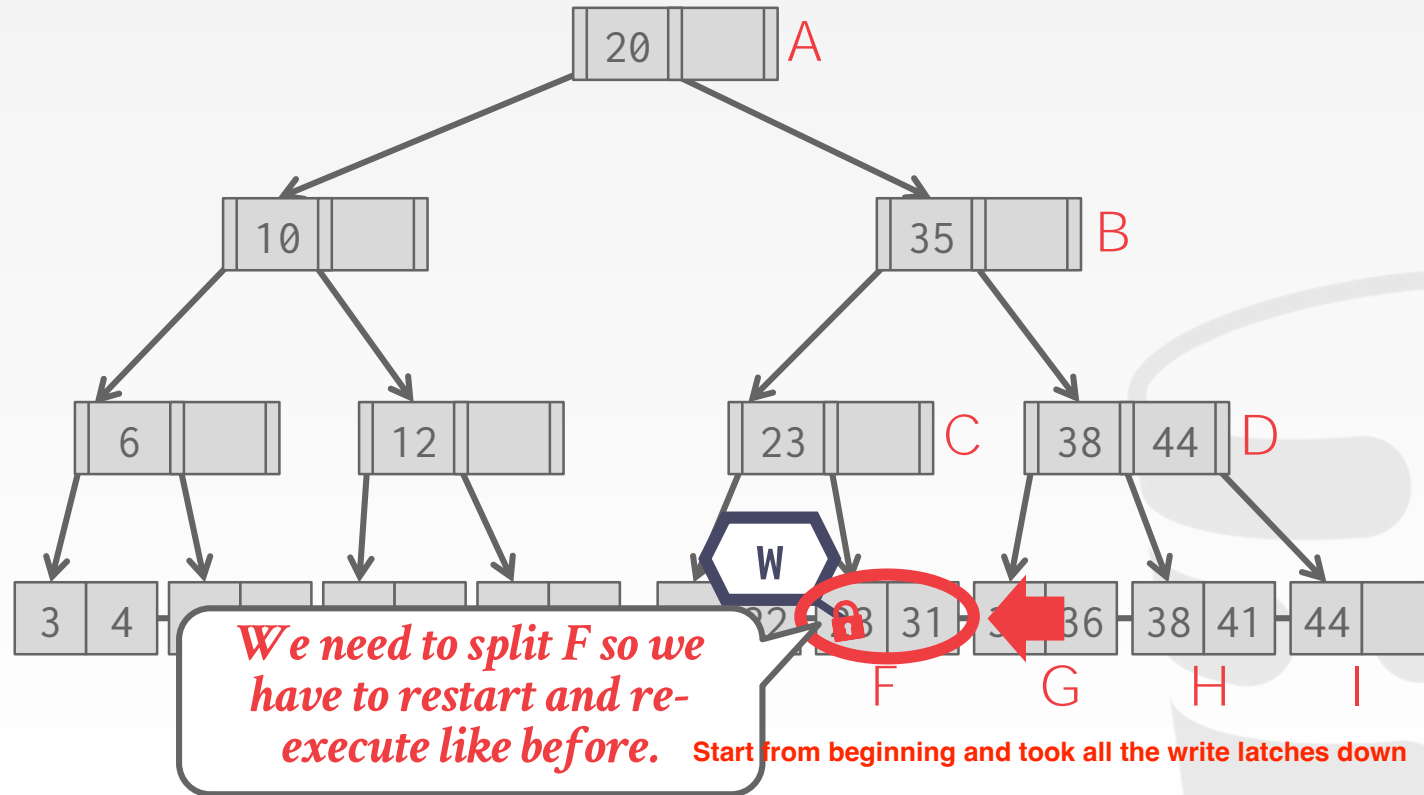 20 A
10 35 B
6 12 23 C 38 44 D
W
3 4 31 36 38 41 44
F G H I
We need to split F so we
have to restart and re-
execute like before.
Start from beginning and took all the write latches down